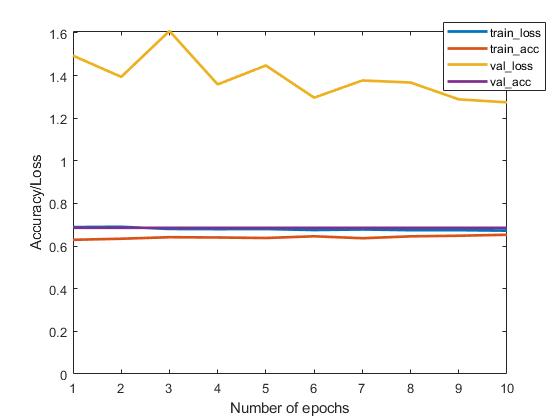 train_loss
train_acc
val_loss
val_acc
1.6
1.4
1.2
1
0.8
0.6
0.4
0.2
0
Accuracy/Loss
1 2 3 4 5 6 7 8 9 10
Number of epochs